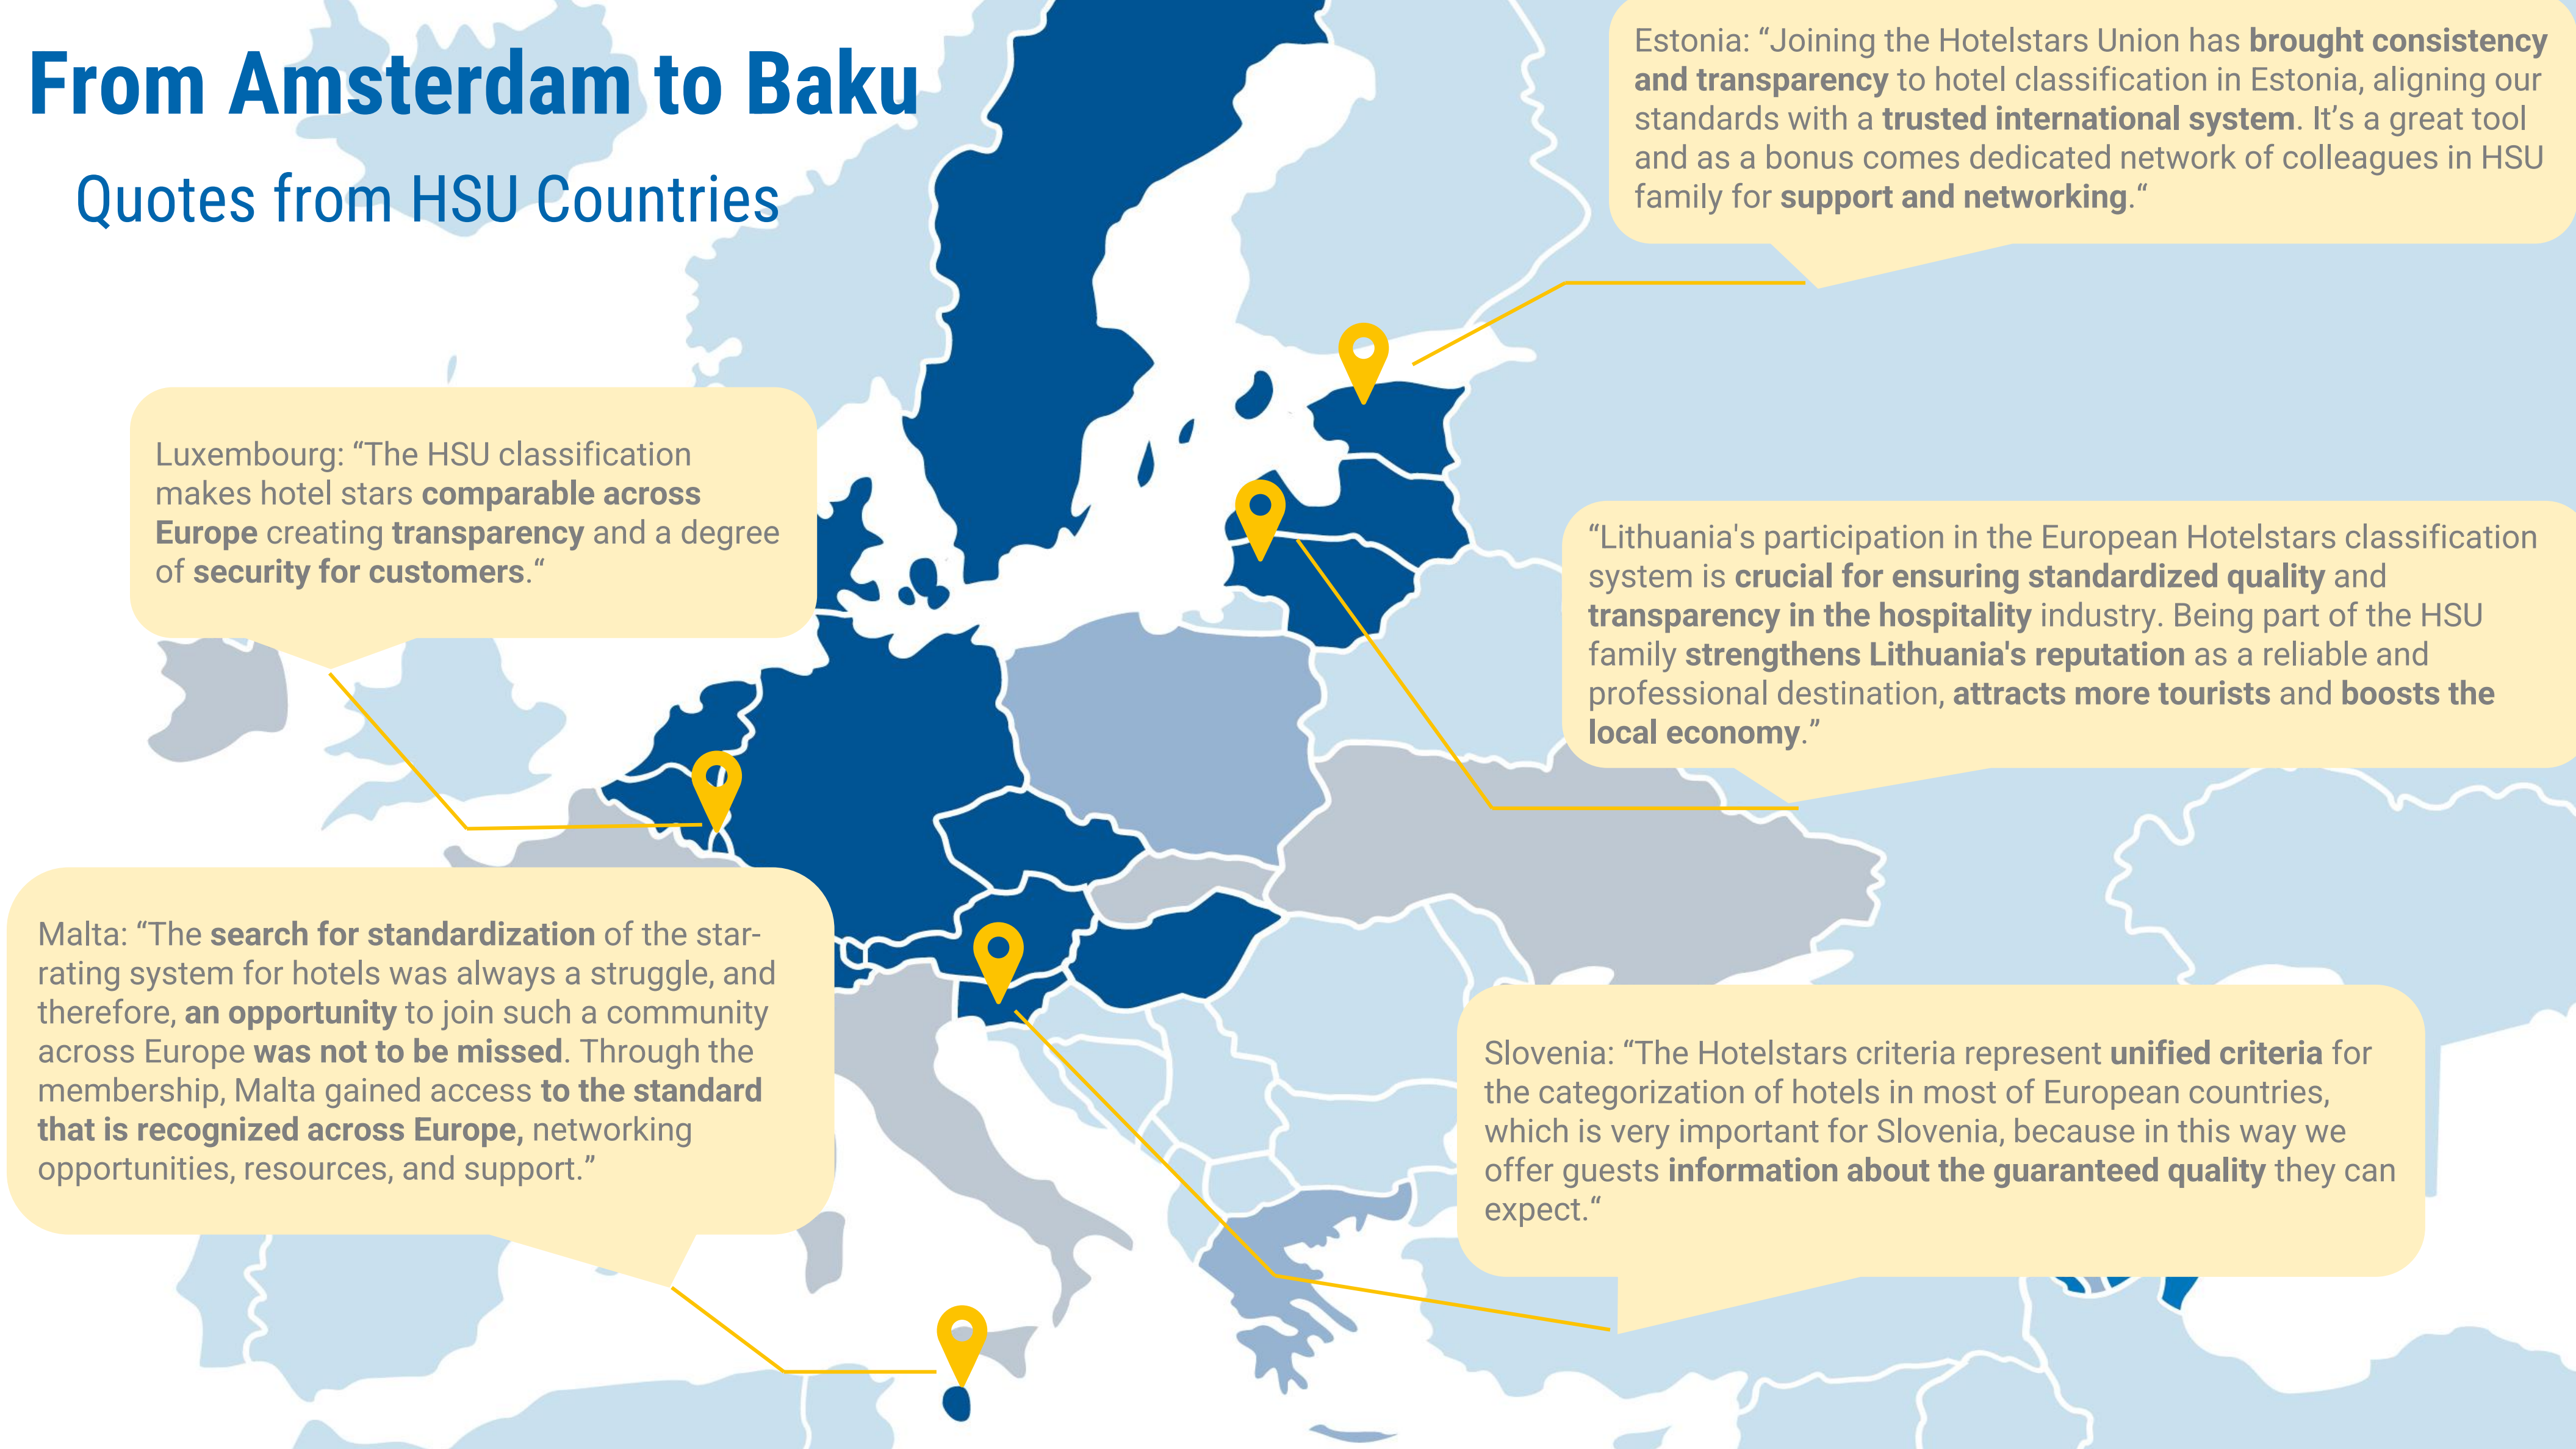 From Amsterdam to Baku
Quotes from HSU Countries
Estonia: “Joining the Hotelstars Union has brought consistency
and transparency to hotel classification in Estonia, aligning our
standards with a trusted international system. It’s a great tool
and as a bonus comes dedicated network of colleagues in HSU
family for support and networking.“
Luxembourg: “The HSU classification
makes hotel stars comparable across
Europe creating transparency and a degree
of security for customers.“
“Lithuania's participation in the European Hotelstars classification
system is crucial for ensuring standardized quality and
transparency in the hospitality industry. Being part of the HSU
family strengthens Lithuania's reputation as a reliable and
professional destination, attracts more tourists and boosts the
local economy.”
Malta: “The search for standardization of the star-
rating system for hotels was always a struggle, and
therefore, an opportunity to join such a community
across Europe was not to be missed. Through the
membership, Malta gained access to the standard
that is recognized across Europe, networking
opportunities, resources, and support.”
Slovenia: “The Hotelstars criteria represent unified criteria for
the categorization of hotels in most of European countries,
which is very important for Slovenia, because in this way we
offer guests information about the guaranteed quality they can
expect.“